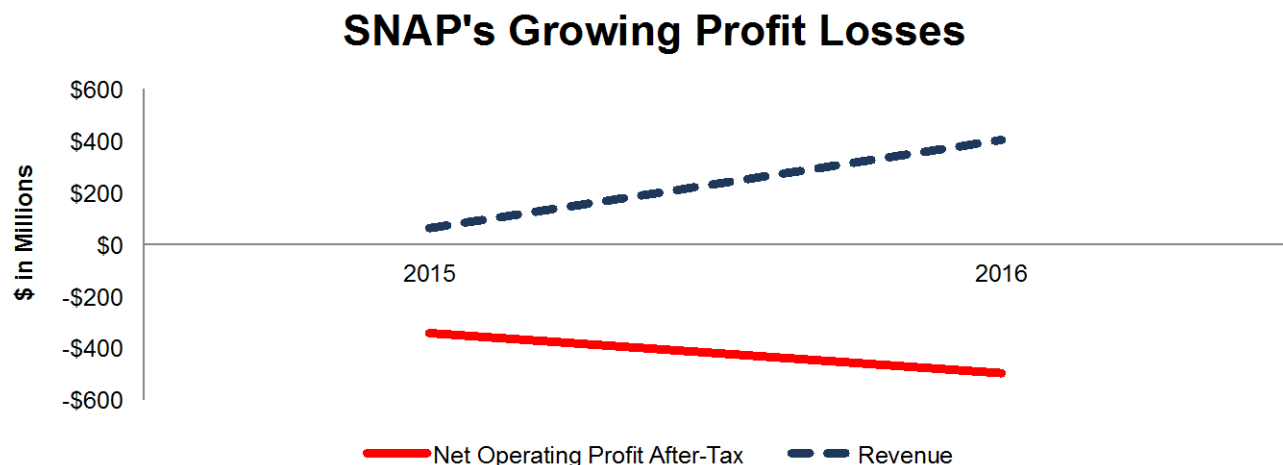 SNAP's Growing Profit Losses
$ in Millions
$600
$400
$200
$0
-$200
-$400
-$600
2015 2016
Net Operating Profit After-Tax Revenue